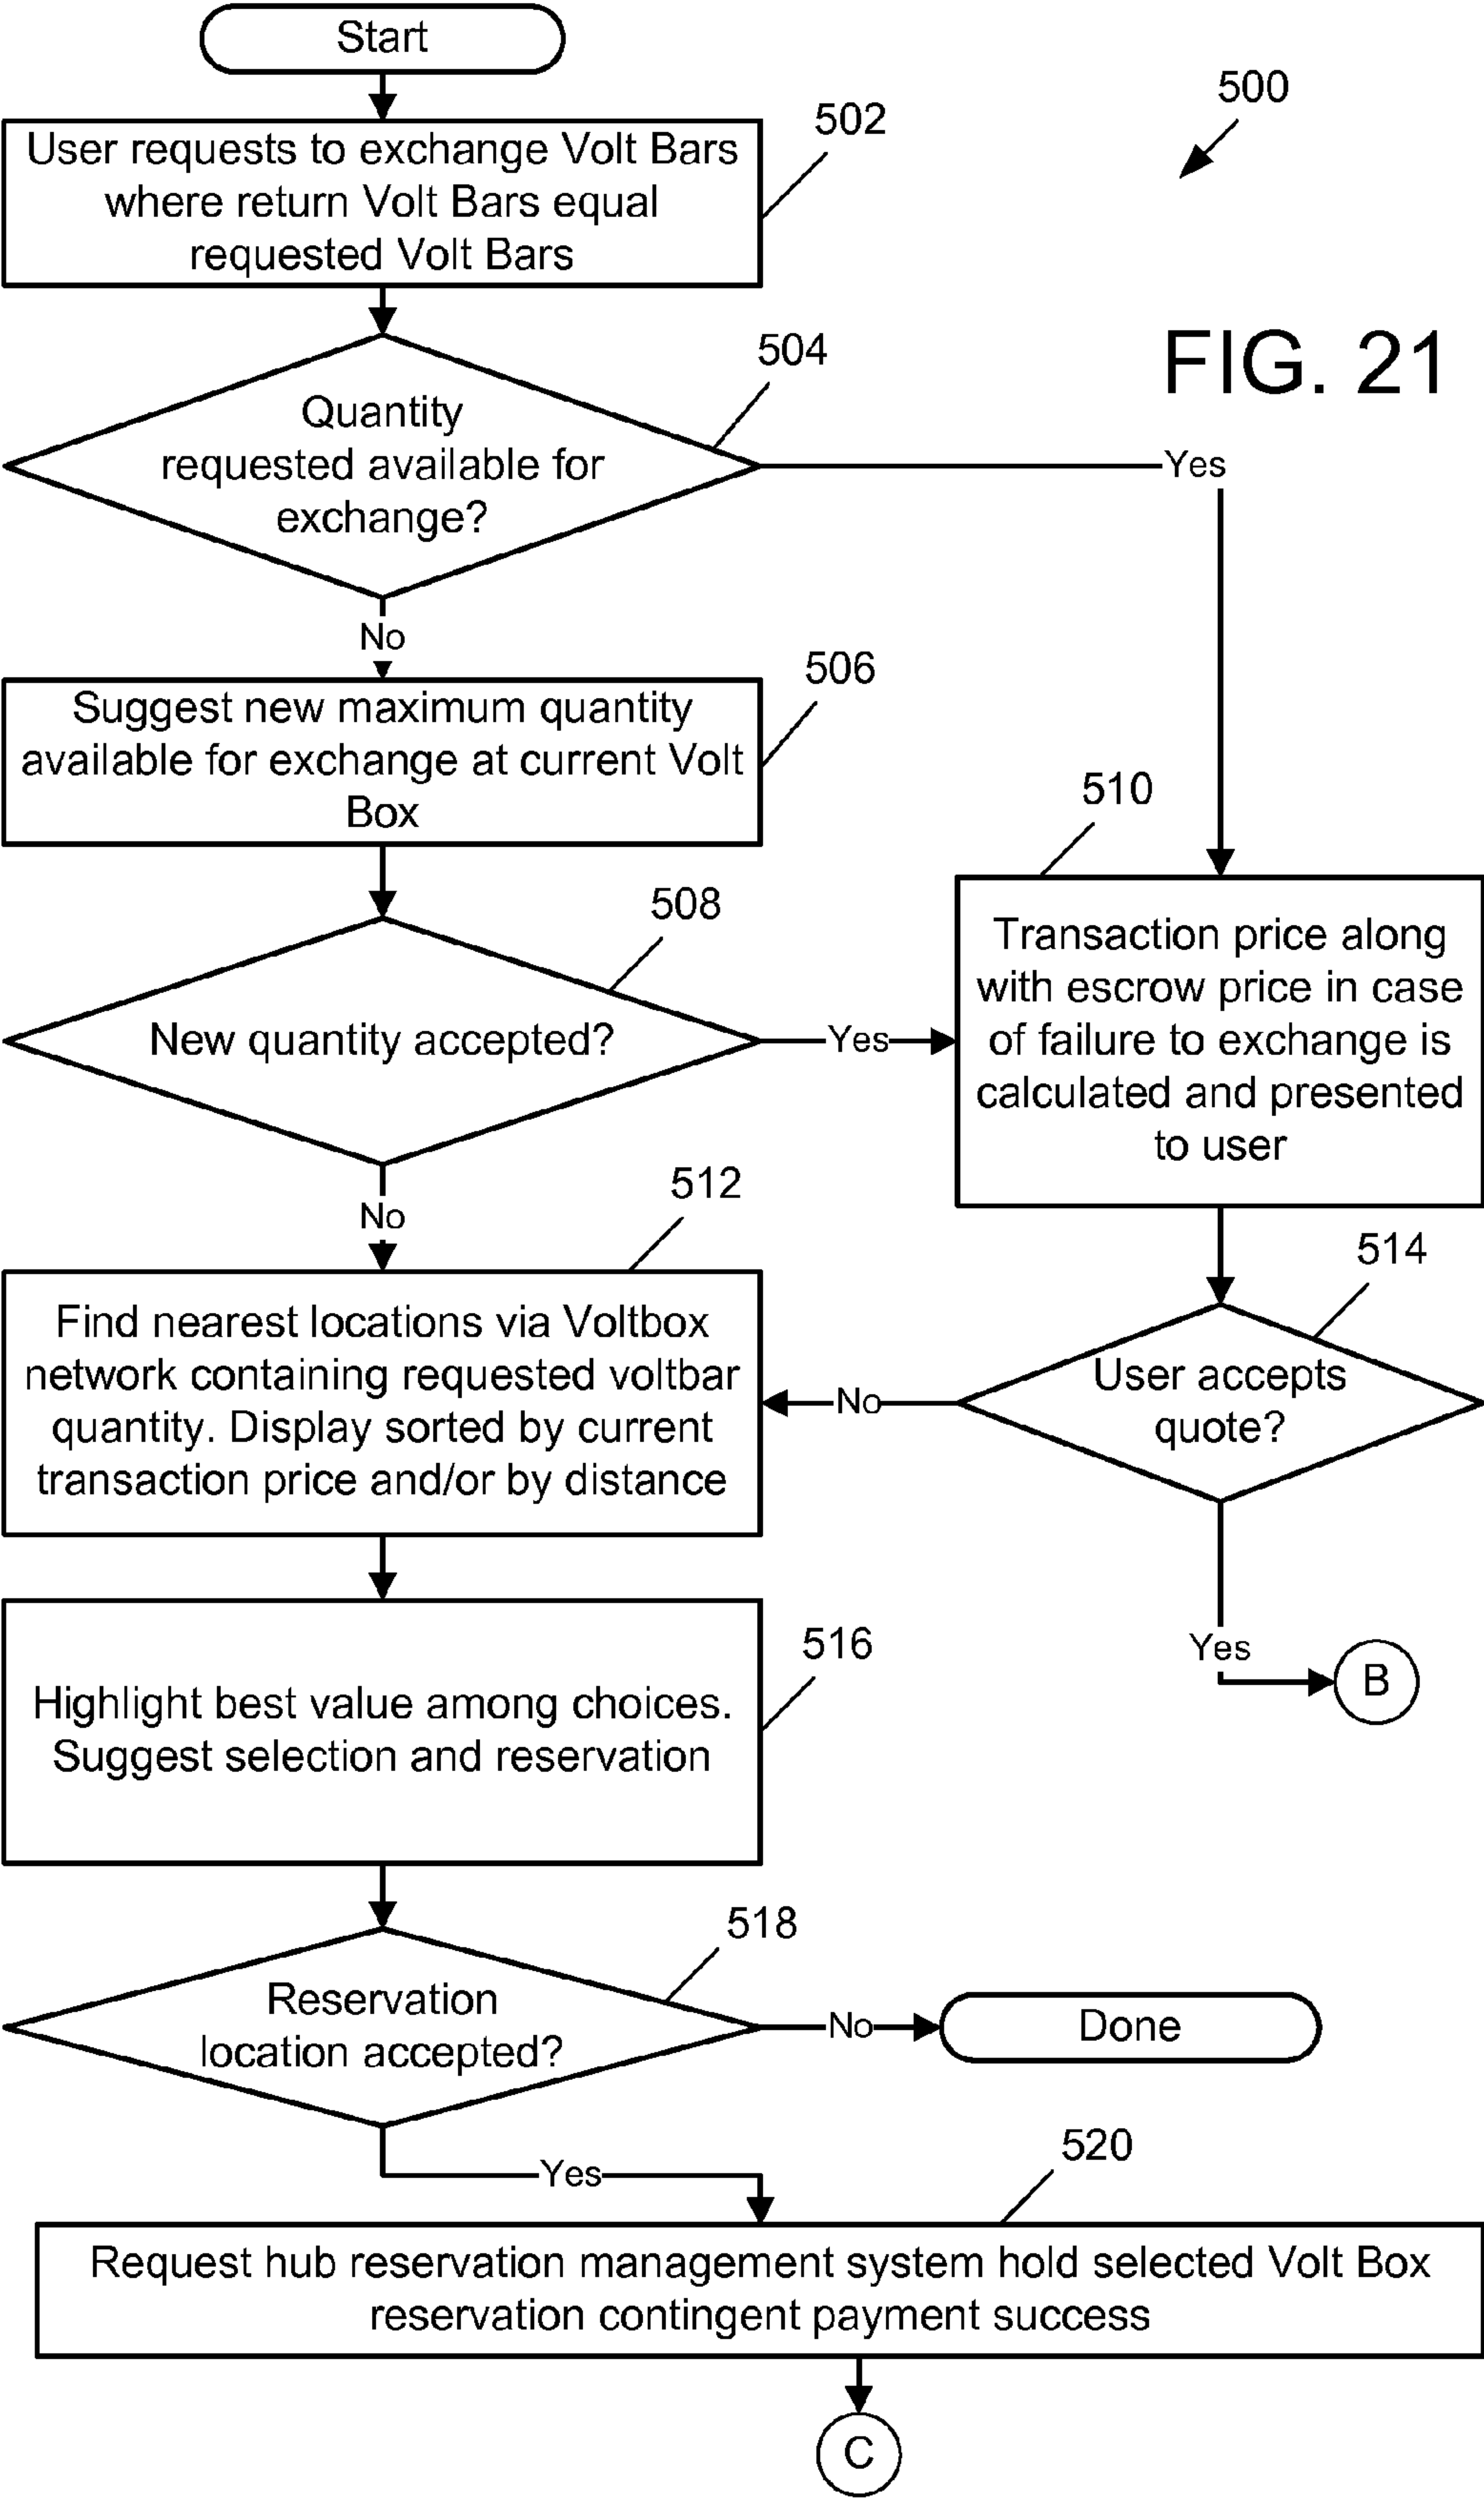 Start
500
502
User requests to exchange Volt Bars
where return Volt Bars equal
requested Volt Bars
FIG. 21
504
Quantity
requested available for
exchange?
Yes
No
506
Suggest new maximum quantity
available for exchange at current Volt
Box
510
508
Transaction price along
with escrow price in case
of failure to exchange is
calculated and presented
to user
New quantity accepted?
Yes
No
512
514
Find nearest locations via Voltbox
network containing requested voltbar
quantity. Display sorted by current
transaction price and/or by distance
User accepts
quote?
No
Yes
B
516
Highlight best value among choices.
Suggest selection and reservation
518
Reservation
location accepted?
No
Done
Yes
520
Request hub reservation management system hold selected Volt Box
reservation contingent payment success
C